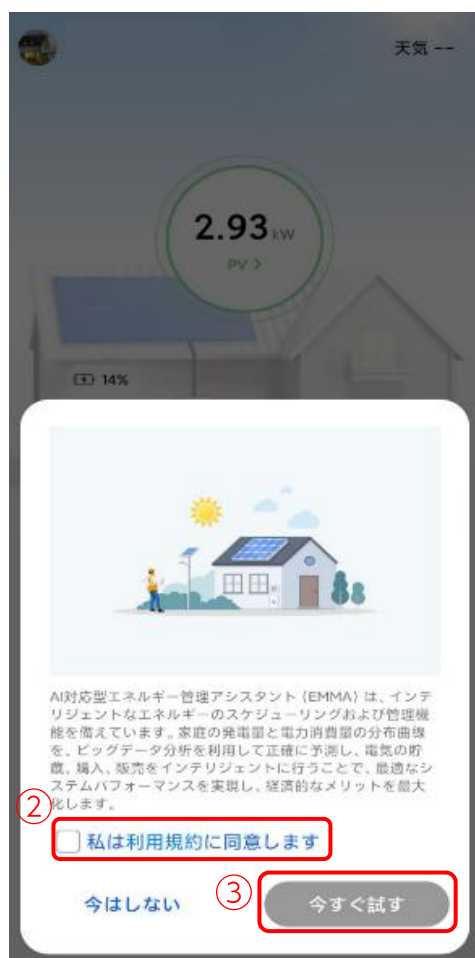 天気 --
2.93 kW
PV >
14%
AI対応型エネルギー管理アシスタント (EMMA) は、インテ
リジェントなエネルギーのスケジューリングおよび管理機
能を備えています。家庭の発電量と電力消費量の分布曲線
を、ビッグデータ分析を利用して正確に予測し、電気の貯
蔵、購入、販売をインテリジェントに行うことで、最適なシ
ステムパフォーマンスを実現し、経済的なメリットを最大
化します。
②
私は利用規約に同意します
今はしない
③
今すぐ試す